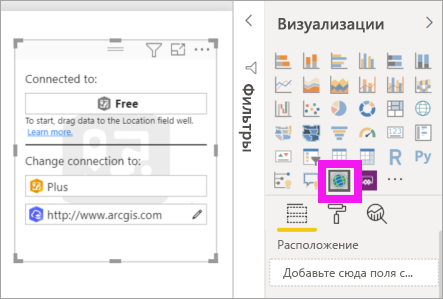 Connected to:
Free
To start, drag data to the Location field well.
Learn more.
Change connection to:
Plus
http://www.arcgis.com
Фильтры
Визуализации
R
Py
Расположение
Добавьте сюда поля с...